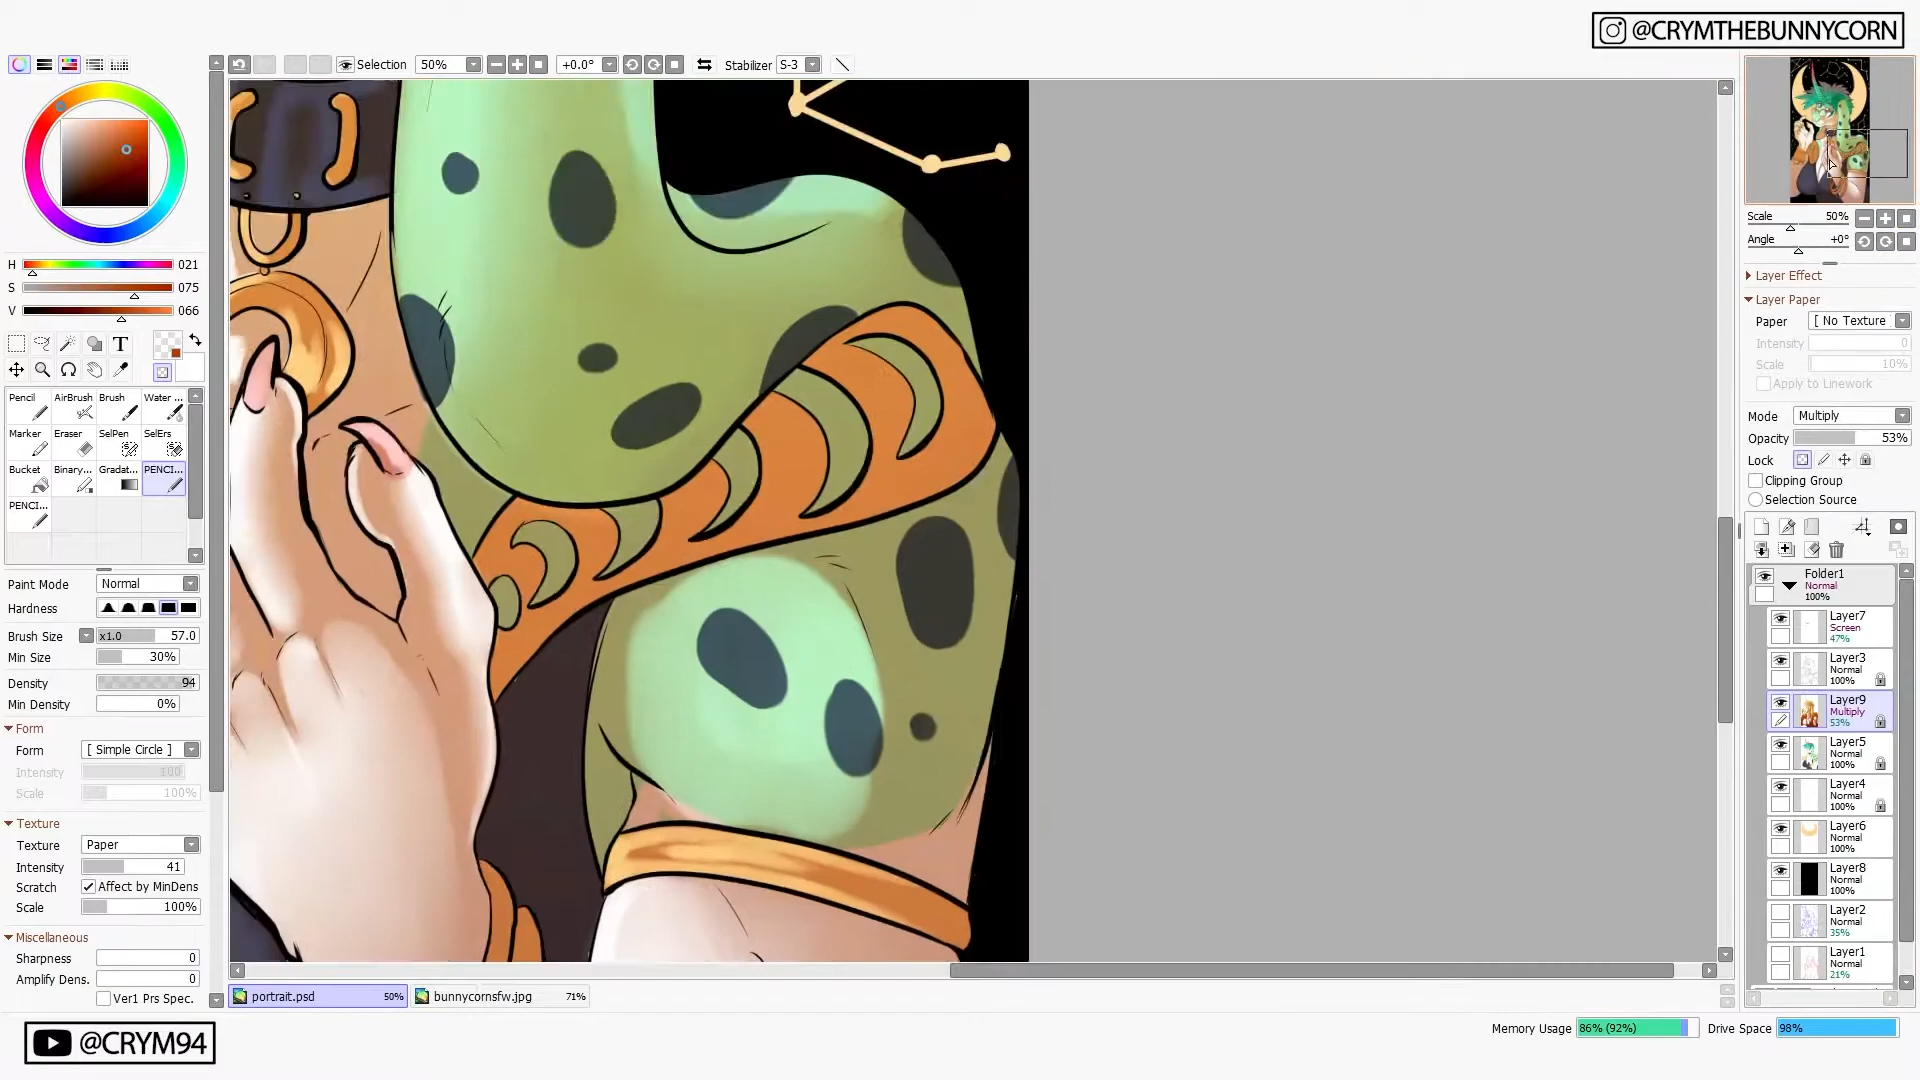 @CRYMTHEBUNNYCORN
Selection 50% +0.0° Stabilizer S-3
H 021
S 075
V 066
T
Pencil AirBrush Brush Water ...
Marker Eraser SelPen SelErs
Bucket Binary... Gradat... PENCI...
PENCI...
Paint Mode Normal
Hardness
Brush Size x1.0 57.0
Min Size 30%
Density 94
Min Density 0%
Form
Form [ Simple Circle ]
Intensity 100
Scale 100%
Texture
Texture Paper
Intensity 41
Scratch Affect by MinDens
Scale 100%
Miscellaneous
Sharpness 0
Amplify Dens. 0
Ver1 Prs Spec.
portrait.psd 50% bunnycornsfw.jpg 71%
Scale 50%
Angle +0°
Layer Effect
Layer Paper
Paper [ No Texture
Intensity 0
Scale 10%
Apply to Linework
Mode Multiply
Opacity 53%
Lock
Clipping Group
Selection Source
Folder1
Normal
100%
Layer7
Screen
47%
Layer3
Normal
100%
Layer9
Multiply
53%
Layer5
Normal
100%
Layer4
Normal
100%
Layer6
Normal
100%
Layer8
Normal
100%
Layer2
Normal
35%
Layer1
Normal
21%
Memory Usage 86% (92%) Drive Space 98%
@CRYM94